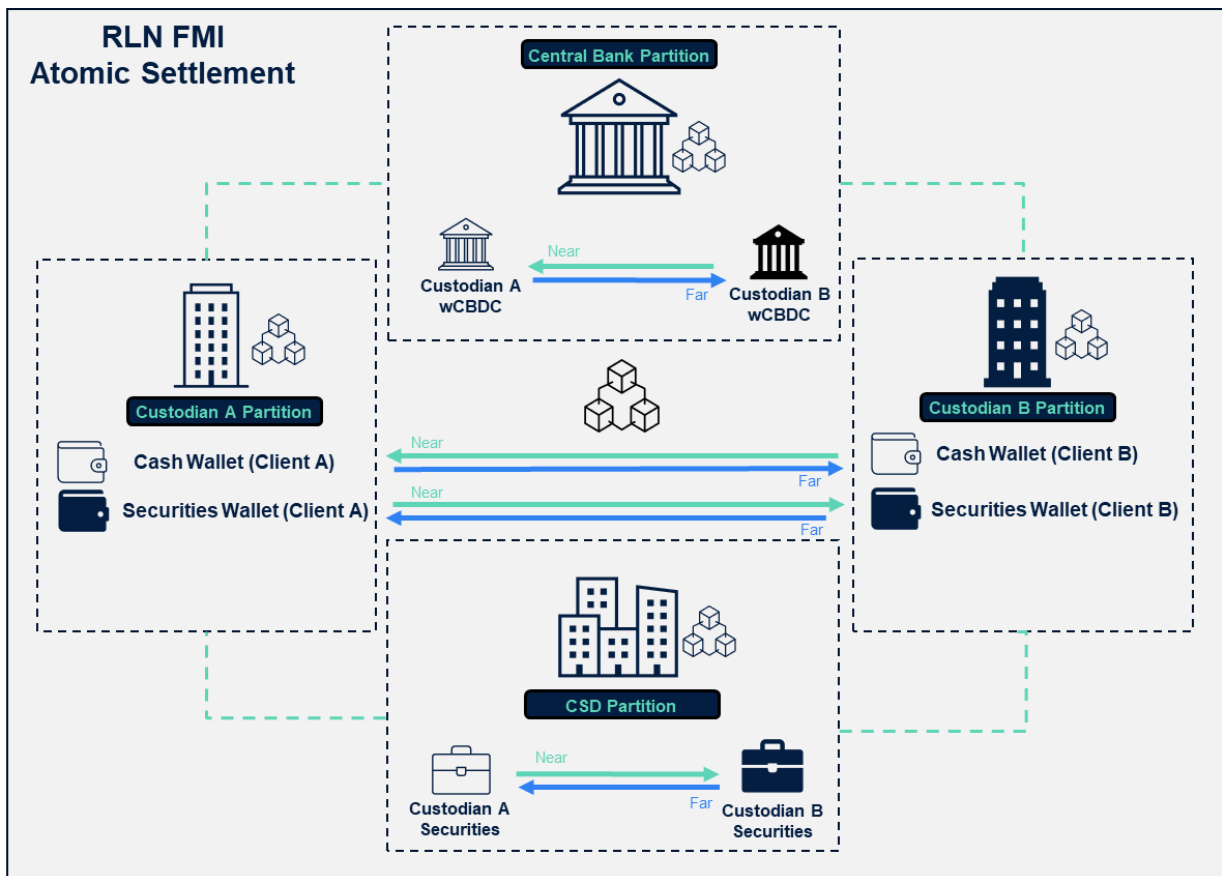 RLN FMI
Atomic Settlement
Central Bank Partition
Near
Far
Custodian A
wCBDC
Custodian B
wCBDC
Custodian A Partition
Cash Wallet (Client A)
Securities Wallet (Client A)
Near
Far
Near
Far
Custodian B Partition
Cash Wallet (Client B)
Securities Wallet (Client B)
CSD Partition
Near
Far
Custodian A
Securities
Custodian B
Securities